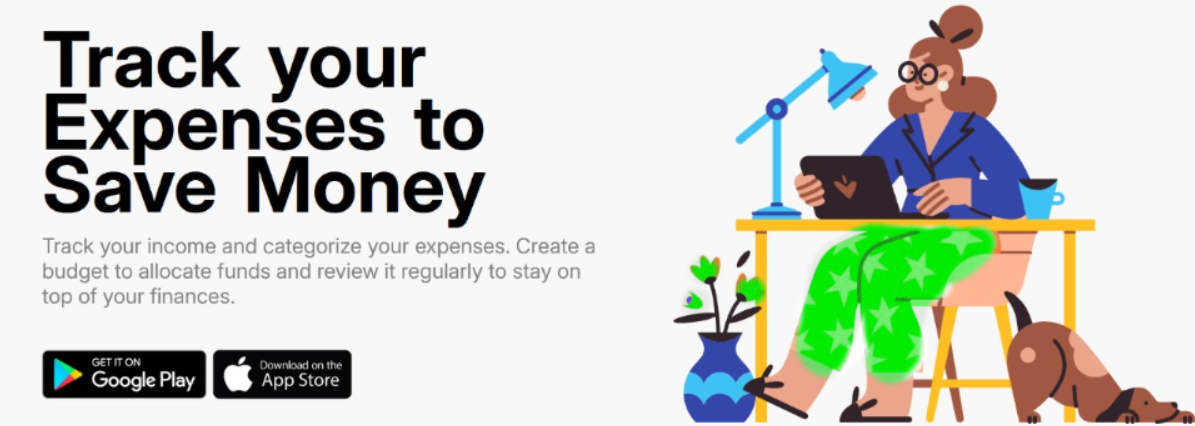 Track your
Expenses to
Save Money
Track your income and categorize your expenses. Create a
budget to allocate funds and review it regularly to stay on
top of your finances.
GET IT ON
Google Play
Download on the
App Store